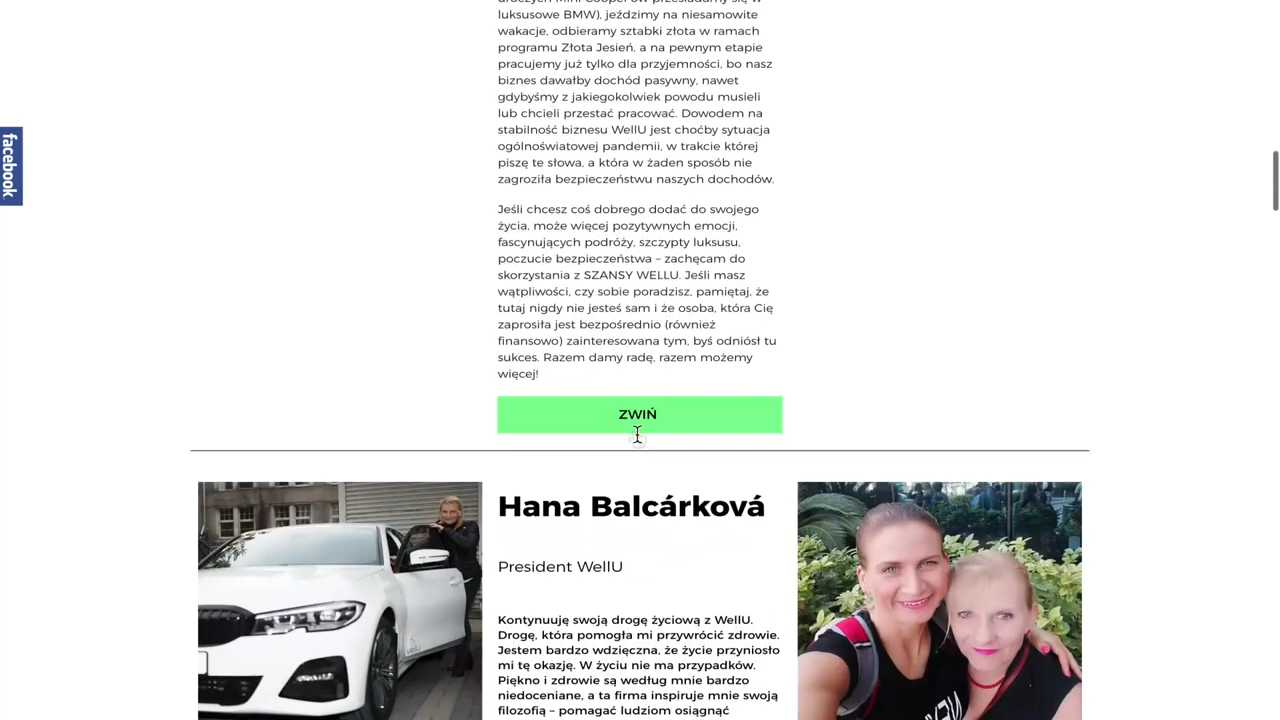 luksusowe BMW), jeździmy na niesamowite
wakacje, odbieramy sztabki złota w ramach
programu Złota Jesień, a na pewnym etapie
pracujemy już tylko dla przyjemności, bo nasz
biznes dawałby dochód pasywny, nawet
gdybyśmy z jakiegokolwiek powodu musieli
lub chcieli przestać pracować. Dowodem na
stabilność biznesu WellU jest choćby sytuacja
ogólnoświatowej pandemii, w trakcie której
piszę te słowa, a która w żaden sposób nie
zagroziła bezpieczeństwu naszych dochodów.
facebook
Jeśli chcesz coś dobrego dodać do swojego
życia, może więcej pozytywnych emocji,
fascynujących podróży, szczypty luksusu,
poczucie bezpieczeństwa – zachęcam do
skorzystania z SZANSY WELLU. Jeśli masz
wątpliwości, czy sobie poradzisz, pamiętaj, że
tutaj nigdy nie jesteś sam i że osoba, która Cię
zaprosiła jest bezpośrednio (również
finansowo) zainteresowana tym, byś odniósł tu
sukces. Razem damy radę, razem możemy
więcej!
ZWIŃ
Hana Balcárková
President WellU
Kontynuuję swoją drogę życiową z WellU.
Drogę, która pomogła mi przywrócić zdrowie.
Jestem bardzo wdzięczna, że życie przyniosło
mi tę okazję. W życiu nie ma przypadków.
Piękno i zdrowie są według mnie bardzo
niedoceniane, a ta firma inspiruje mnie swoją
filozofią – pomagać ludziom osiągnąć